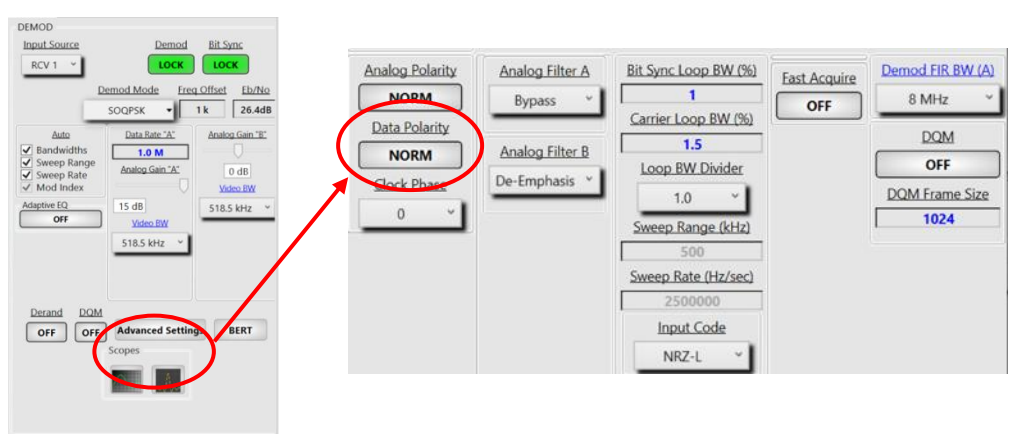 DEMOD
Input Source Demod Bit Sync
RCV 1 LOCK LOCK
Demod Mode Freq Offset Eb/No
SOQPSK 1 k 26.4dB
Auto Data Rate "A" Analog Gain "B"
Bandwidths 1.0 M
Sweep Range
Sweep Rate Analog Gain "A" 0 dB
Mod Index Video BW
Adaptive EQ 15 dB 518.5 kHz
OFF Video BW
518.5 kHz
Derand DQM
OFF OFF Advanced Settings BERT
Scopes
Analog Polarity
NORM
Data Polarity
NORM
Clock Phase
0
Analog Filter A
Bypass
Analog Filter B
De-Emphasis
Bit Sync Loop BW (%)
1
Carrier Loop BW (%)
1.5
Loop BW Divider
1.0
Sweep Range (kHz)
500
Sweep Rate (Hz/sec)
2500000
Input Code
NRZ-L
Fast Acquire
OFF
Demod FIR BW (A)
8 MHz
DQM
OFF
DQM Frame Size
1024